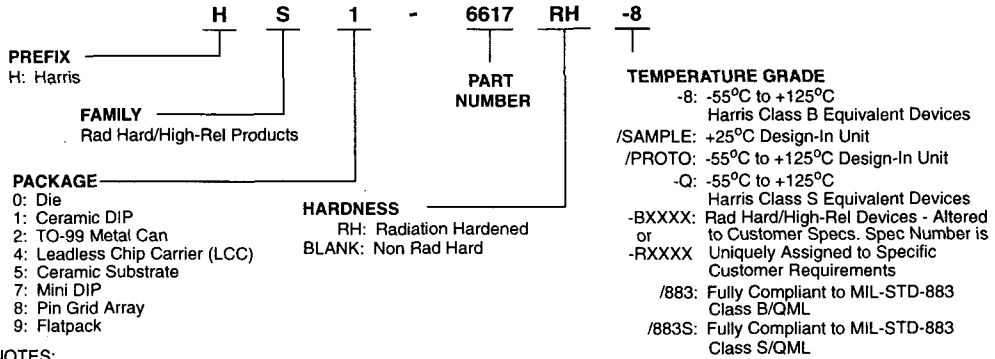 H S 1 - 6617 RH -8
PREFIX
H: Harris
FAMILY
Rad Hard/High-Rel Products
PACKAGE
0: Die
1: Ceramic DIP
2: TO-99 Metal Can
4: Leadless Chip Carrier (LCC)
5: Ceramic Substrate
7: Mini DIP
8: Pin Grid Array
9: Flatpack
PART
NUMBER
HARDNESS
RH: Radiation Hardened
BLANK: Non Rad Hard
TEMPERATURE GRADE
-8: -55°C to +125°C
Harris Class B Equivalent Devices
/SAMPLE: +25°C Design-In Unit
/PROTO: -55°C to +125°C Design-In Unit
-Q: -55°C to +125°C
Harris Class S Equivalent Devices
-BXXXX: Rad Hard/High-Rel Devices - Altered
or to Customer Specs. Spec Number is
-RXXXX Uniquely Assigned to Specific
Customer Requirements
/883: Fully Compliant to MIL-STD-883
Class B/QML
/883S: Fully Compliant to MIL-STD-883
Class S/QML
NOTES: